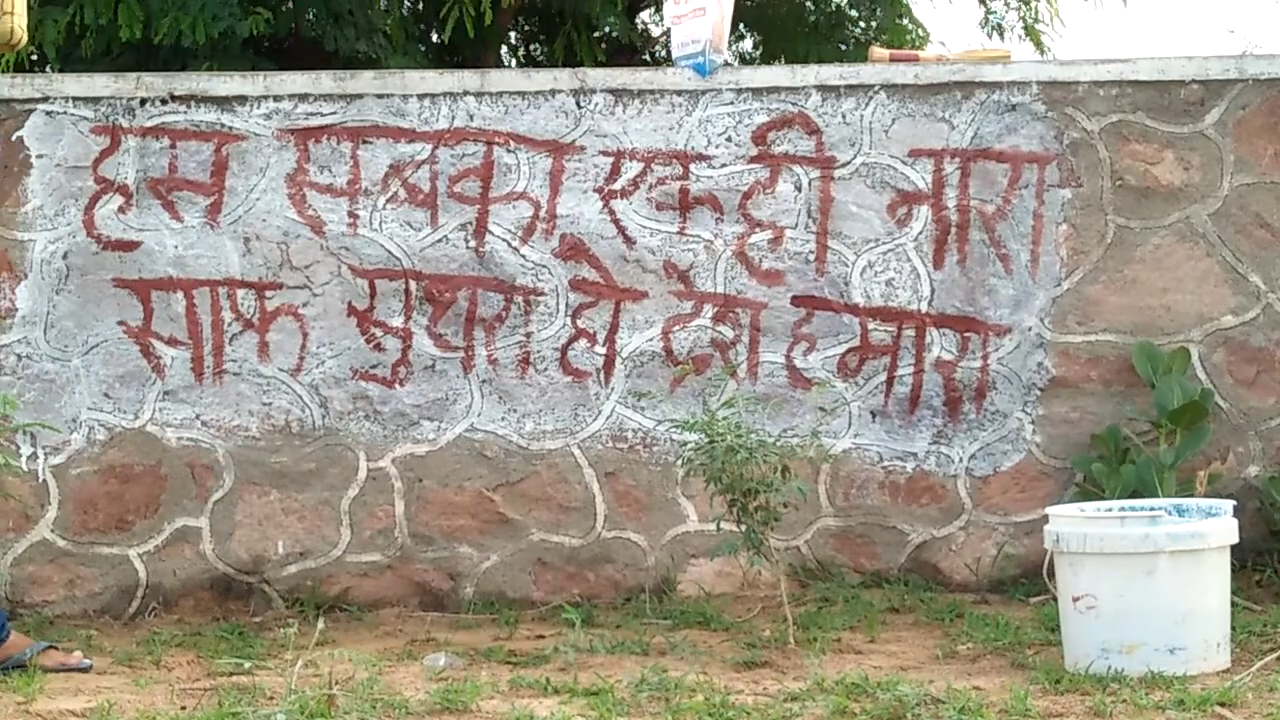 हम सबका एक ही नारा
साफ सुथरा हो देश हमारा